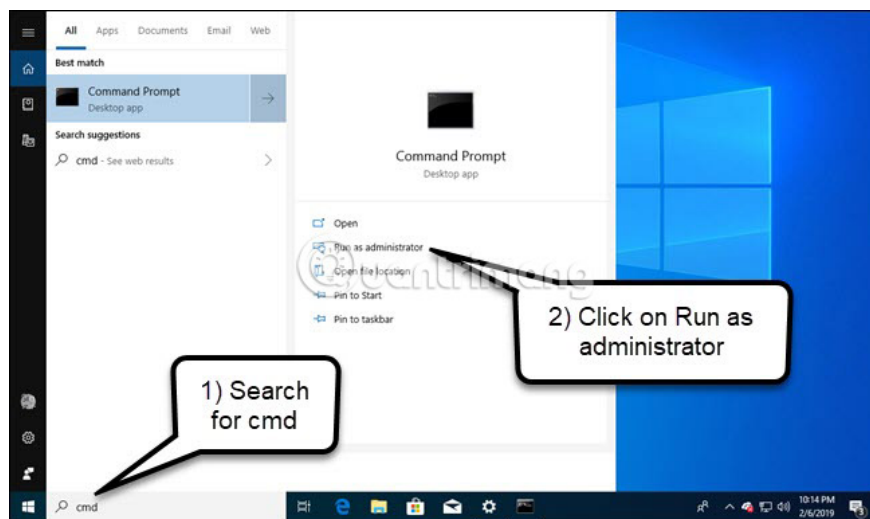 All Apps Documents Email Web
Best match
Command Prompt
Desktop app
Search suggestions
cmd - See web results
Command Prompt
Desktop app
Open
Run as administrator
Open file location
Pin to Start
Pin to taskbar
Quantrimang
2) Click on Run as
administrator
1) Search
for cmd
cmd
10:14 PM
2/6/2019
3